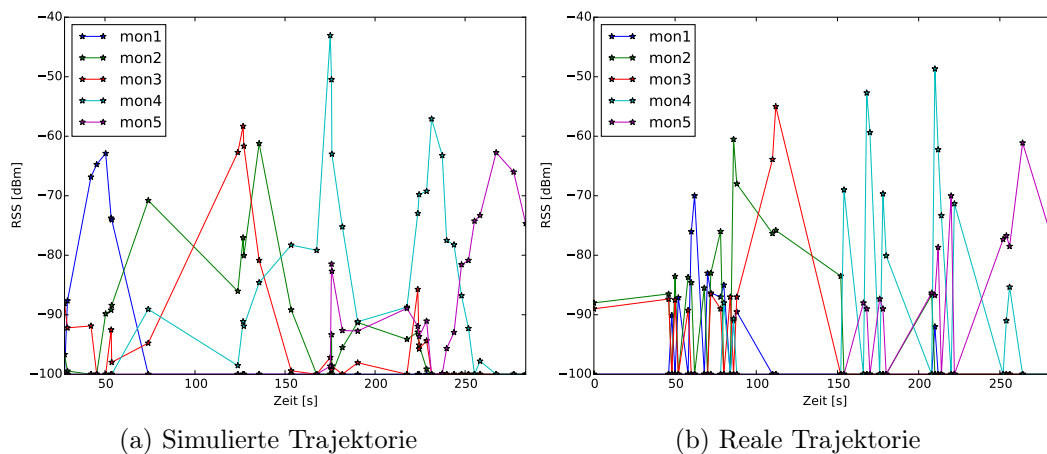 −40
−50
−60
−70
−80
−90
−100
RSS [dBm]
mon1
mon2
mon3
mon4
mon5
50
100
150
200
250
Zeit [s]
(a) Simulierte Trajektorie
−40
−50
−60
−70
−80
−90
−100
RSS [dBm]
mon1
mon2
mon3
mon4
mon5
0
50
100
150
200
250
Zeit [s]
(b) Reale Trajektorie